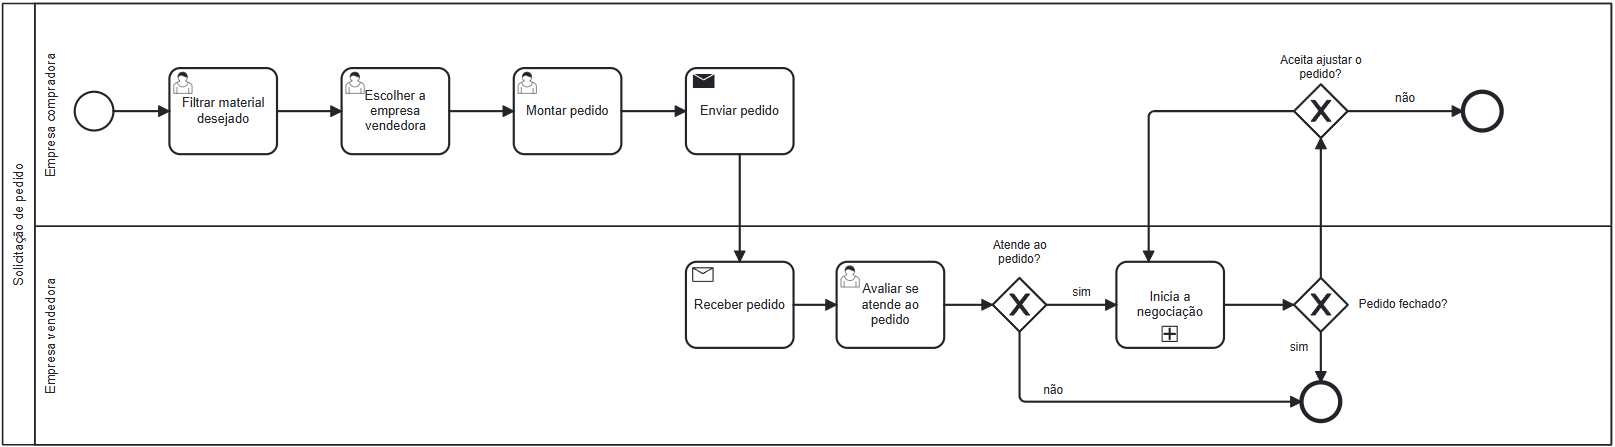 Solicitação de pedido
Empresa compradora
Filtrar material
desejado
Escolher a
empresa
vendedora
Montar pedido
Enviar pedido
Aceita ajustar o
pedido?
não
Empresa vendedora
Receber pedido
Avaliar se
atende ao
pedido
Atende ao
pedido?
sim
não
Inicia a
negociação
Pedido fechado?
sim